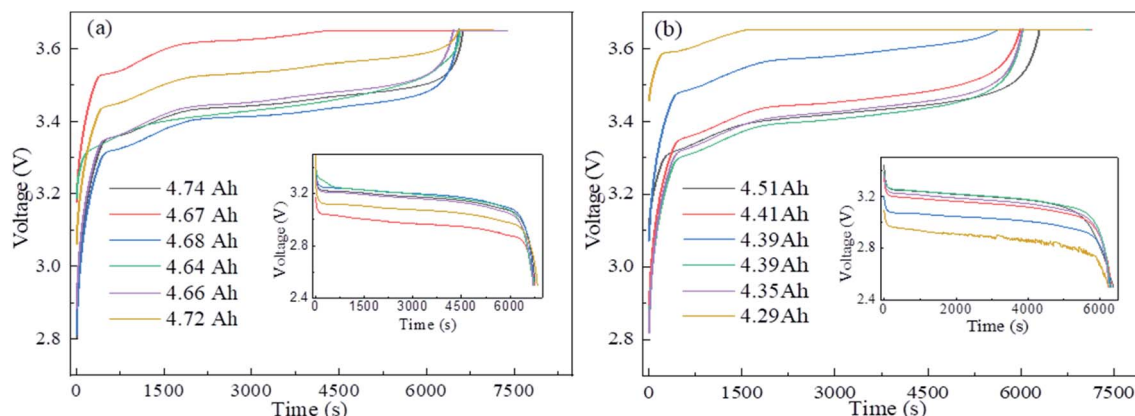 (a)
Voltage (V)
3.6
3.4
3.2
3.0
2.8
4.74 Ah
4.67 Ah
4.68 Ah
4.64 Ah
4.66 Ah
4.72 Ah
Voltage (V)
3.2
2.8
2.4
0 1500 3000 4500 6000
Time (s)
0 1500 3000 4500 6000 7500
Time (s)
(b)
Voltage (V)
3.6
3.4
3.2
3.0
2.8
4.51Ah
4.41Ah
4.39Ah
4.39Ah
4.35Ah
4.29Ah
Voltage (V)
3.2
2.8
2.4
0 2000 4000 6000
Time (s)
0 1500 3000 4500 6000 7500
Time (s)